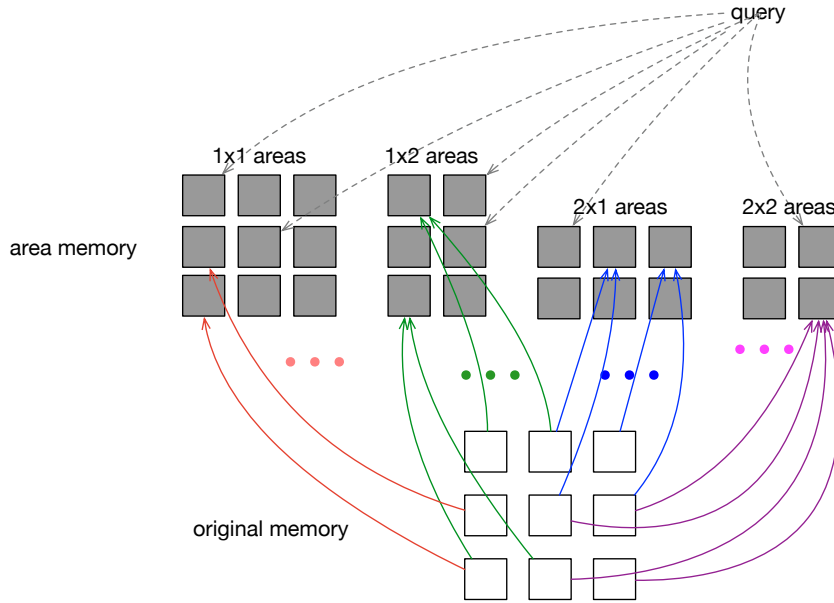 query
1x1 areas
1x2 areas
2x1 areas
2x2 areas
area memory
original memory